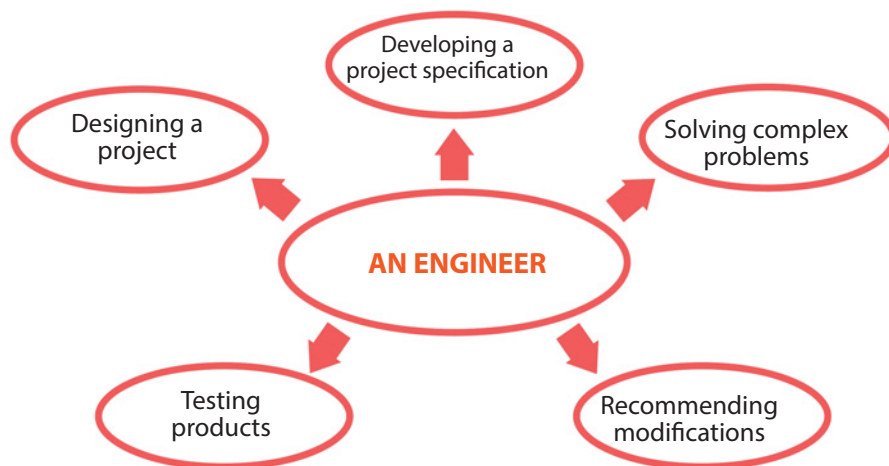 Developing a
project specification
Designing a
project
Solving complex
problems
AN ENGINEER
Testing
products
Recommending
modifications